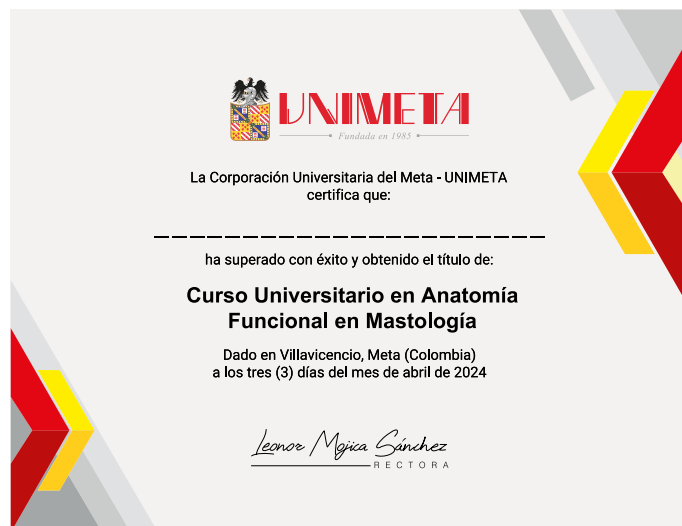 UNIMETA
Fundada en 1985
La Corporación Universitaria del Meta - UNIMETA
certifica que:
ha superado con éxito y obtenido el título de:
Curso Universitario en Anatomía
Funcional en Mastología
Dado en Villavicencio, Meta (Colombia)
a los tres (3) días del mes de abril de 2024
Leonor Mojica Sánchez
RECTORA